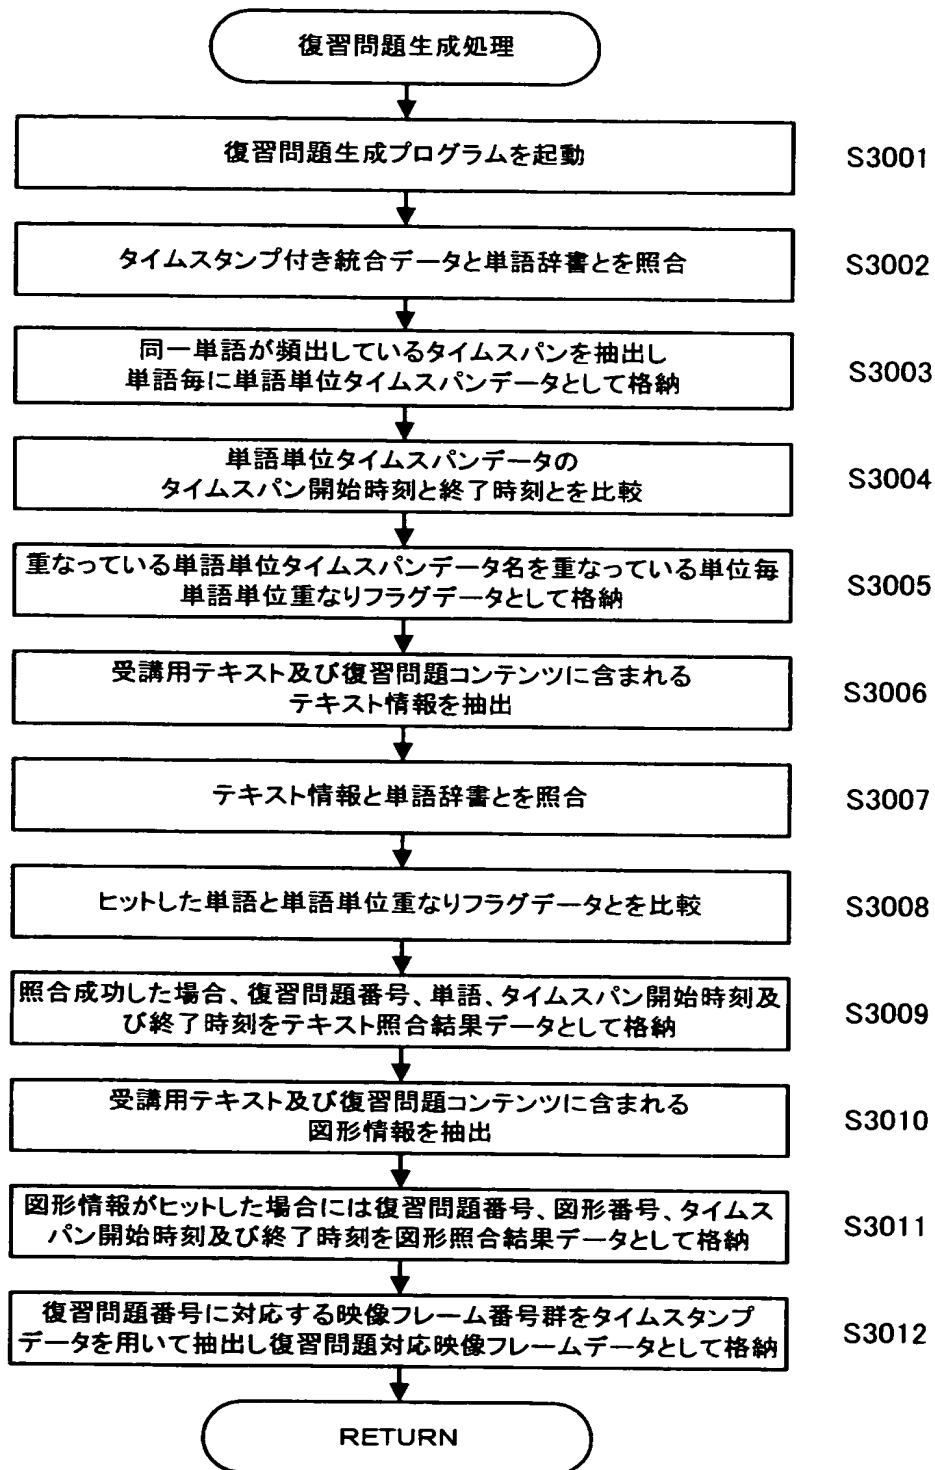 復習問題生成処理
復習問題生成プログラムを起動
S3001
タイムスタンプ付き統合データと単語辞書とを照合
S3002
同一単語が頻出しているタイムスパンを抽出し
単語毎に単語単位タイムスパンデータとして格納
S3003
単語単位タイムスパンデータの
タイムスパン開始時刻と終了時刻とを比較
S3004
重なっている単語単位タイムスパンデータ名を重なっている単位毎
単語単位重なりフラグデータとして格納
S3005
受講用テキスト及び復習問題コンテンツに含まれる
テキスト情報を抽出
S3006
テキスト情報と単語辞書とを照合
S3007
ヒットした単語と単語単位重なりフラグデータとを比較
S3008
照合成功した場合、復習問題番号、単語、タイムスパン開始時刻及
び終了時刻をテキスト照合結果データとして格納
S3009
受講用テキスト及び復習問題コンテンツに含まれる
図形情報を抽出
S3010
図形情報がヒットした場合には復習問題番号、図形番号、タイムス
パン開始時刻及び終了時刻を図形照合結果データとして格納
S3011
復習問題番号に対応する映像フレーム番号群をタイムスタンプ
データを用いて抽出し復習問題対応映像フレームデータとして格納
S3012
RETURN